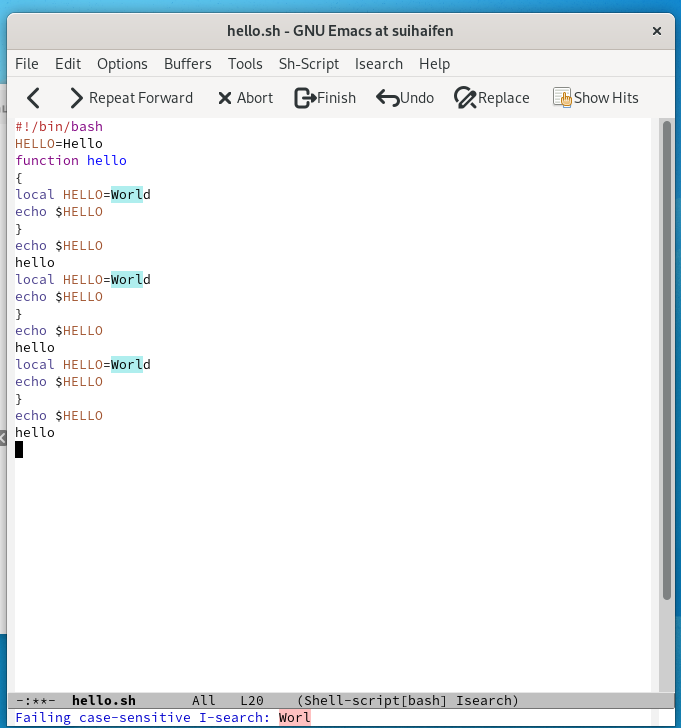 hello.sh - GNU Emacs at suihaifen
File Edit Options Buffers Tools Sh-Script Isearch Help
Repeat Forward Abort Finish Undo Replace Show Hits
#!/bin/bash
HELLO=Hello
function hello
{
local HELLO=World
echo $HELLO
}
echo $HELLO
hello
local HELLO=World
echo $HELLO
}
echo $HELLO
hello
local HELLO=World
echo $HELLO
}
echo $HELLO
hello
-:**- hello.sh All L20 (Shell-script[bash] Isearch)
Failing case-sensitive I-search: Worl